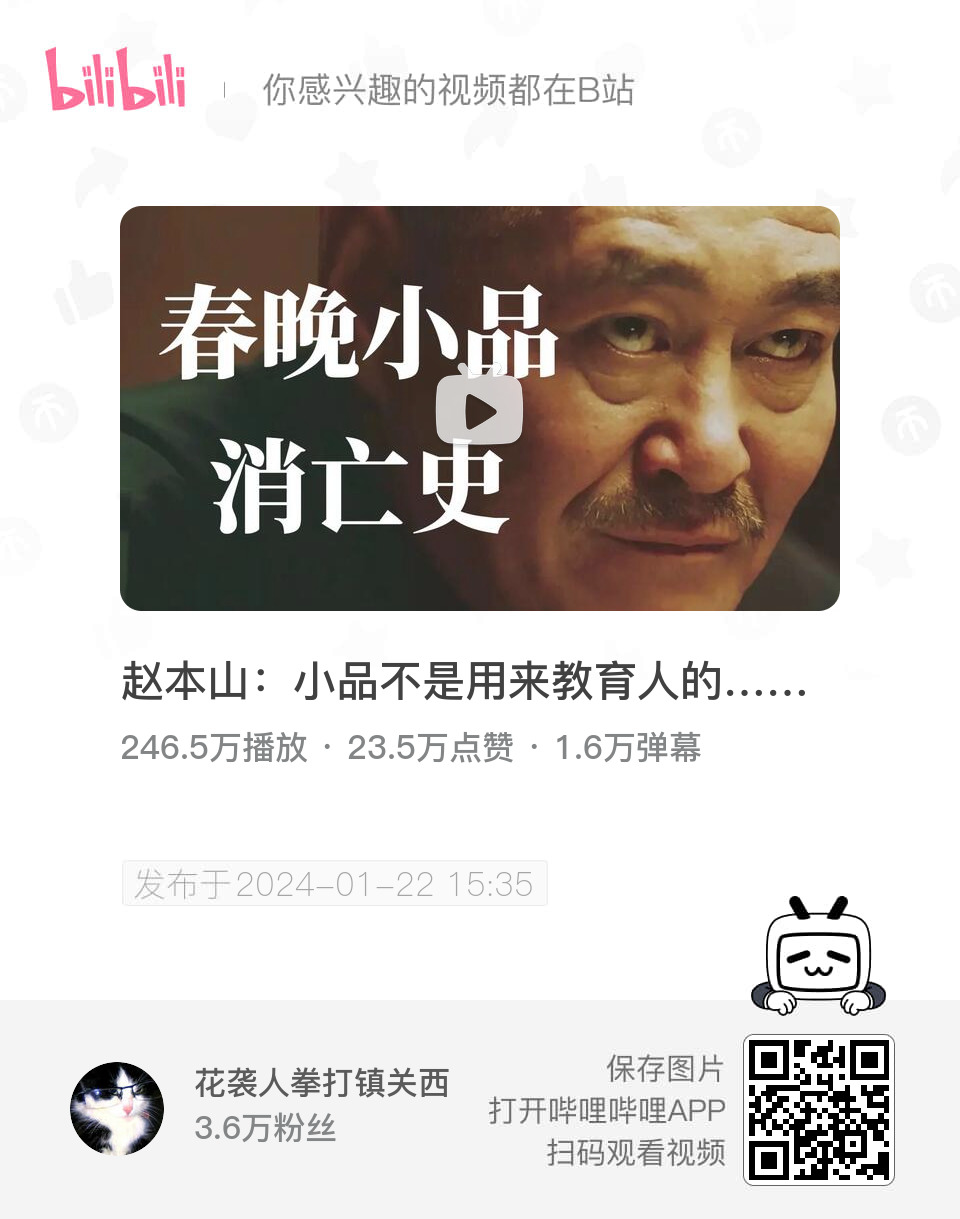 bilibili
你感兴趣的视频都在B站
春晚小品
消亡史
赵本山：小品不是用来教育人的……
246.5万播放 · 23.5万点赞 · 1.6万弹幕
发布于2024-01-22 15:35
花袭人拳打镇关西
3.6万粉丝
保存图片
打开哔哩哔哩APP
扫码观看视频